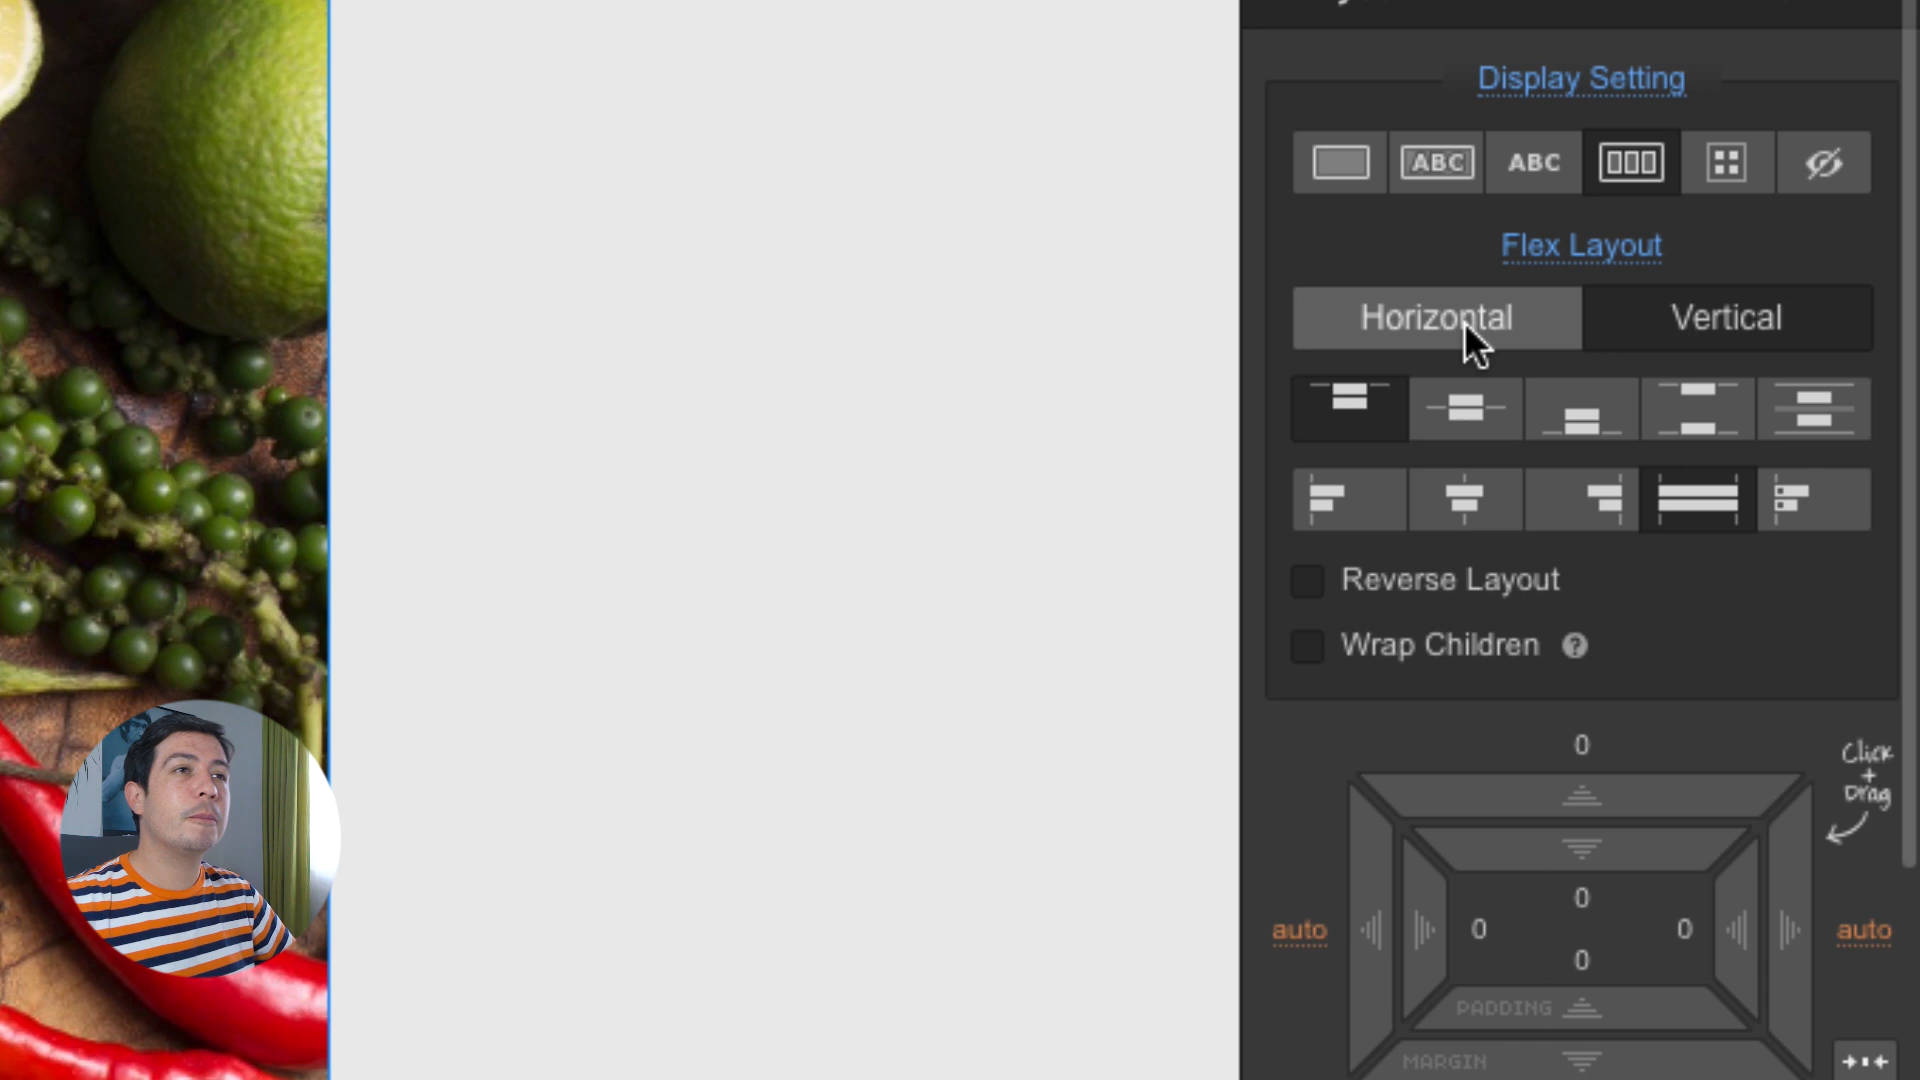 Display Setting
ABC ABC
Flex Layout
Horizontal Vertical
Reverse Layout
Wrap Children ?
0
Click
+
Drag
0
auto 0 0 auto
0
PADDING
MARGIN